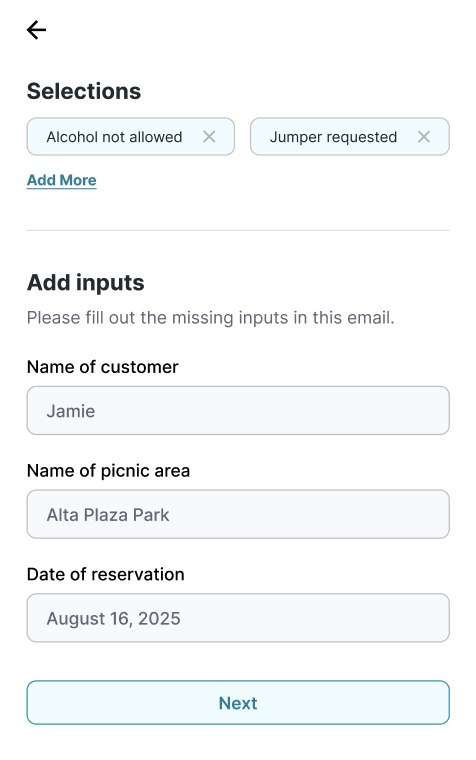 Selections
Alcohol not allowed
Jumper requested
Add More
Add inputs
Please fill out the missing inputs in this email.
Name of customer
Jamie
Name of picnic area
Alta Plaza Park
Date of reservation
August 16, 2025
Next